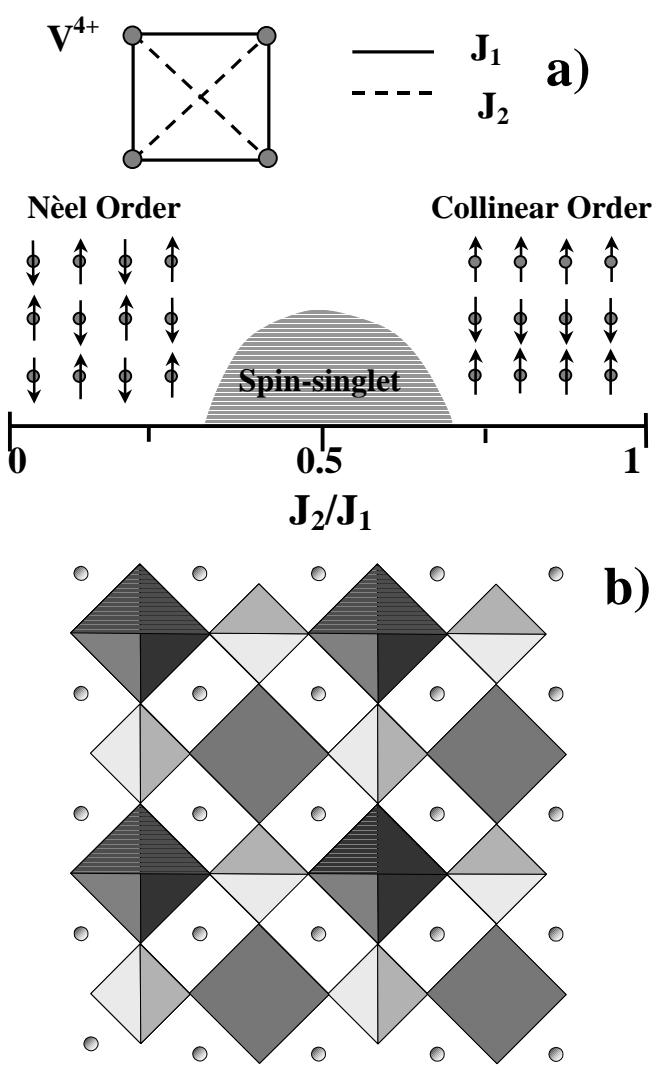 V⁴⁺
J₁
a)
J₂
Nèel Order
Collinear Order
Spin-singlet
0
0.5
1
J₂/J₁
b)